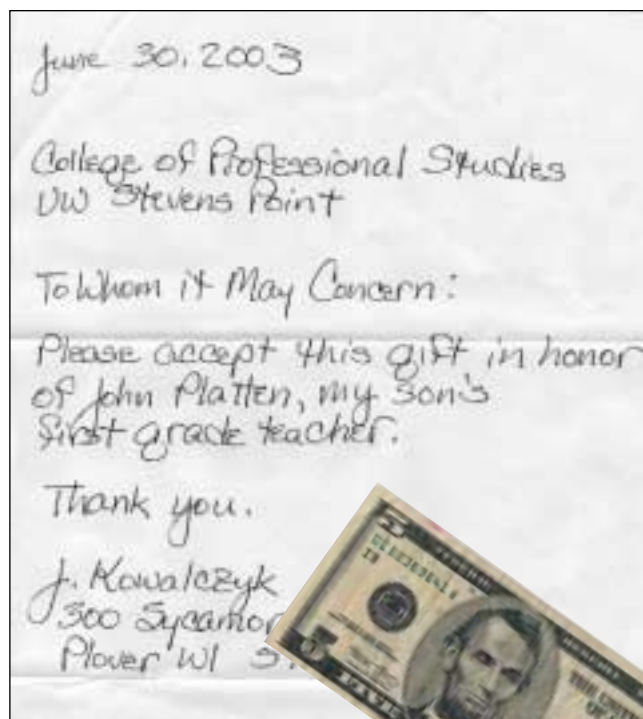 June 30, 2003
College of Professional Studies
UW Stevens Point
To Whom it May Concern:
Please accept this gift in honor
of John Platten, my son's
first grade teacher.
Thank you.
J. Kowalczyk
300 Sycamor
Plover WI